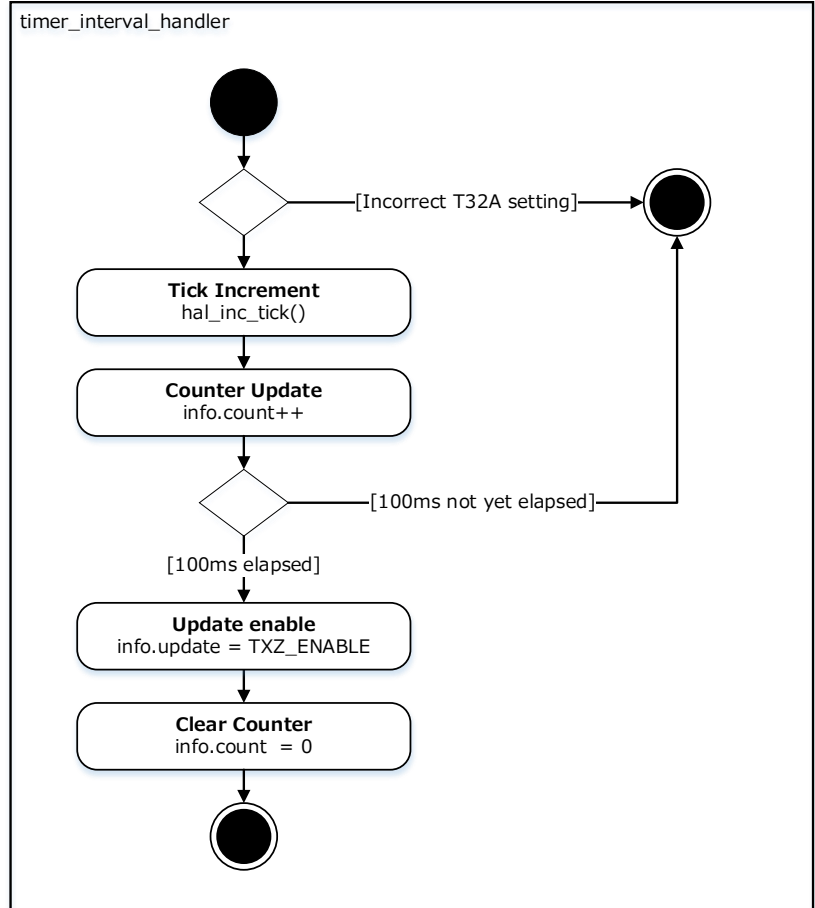 timer_interval_handler
[Incorrect T32A setting]
Tick Increment
hal_inc_tick()
Counter Update
info.count++
[100ms not yet elapsed]
[100ms elapsed]
Update enable
info.update = TXZ_ENABLE
Clear Counter
info.count  = 0